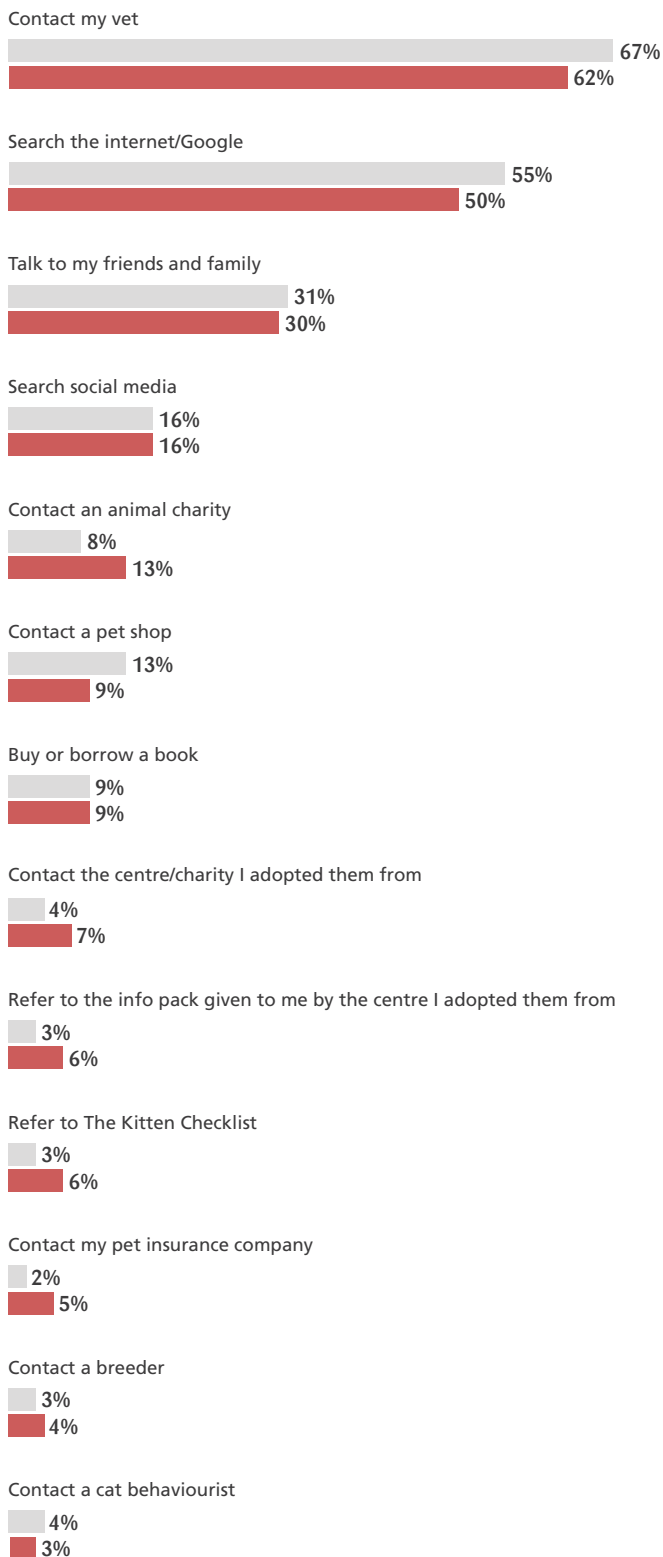 Contact my vet
67%
62%
Search the internet/Google
55%
50%
Talk to my friends and family
31%
30%
Search social media
16%
16%
Contact an animal charity
8%
13%
Contact a pet shop
13%
9%
Buy or borrow a book
9%
9%
Contact the centre/charity I adopted them from
4%
7%
Refer to the info pack given to me by the centre I adopted them from
3%
6%
Refer to The Kitten Checklist
3%
6%
Contact my pet insurance company
2%
5%
Contact a breeder
3%
4%
Contact a cat behaviourist
4%
3%